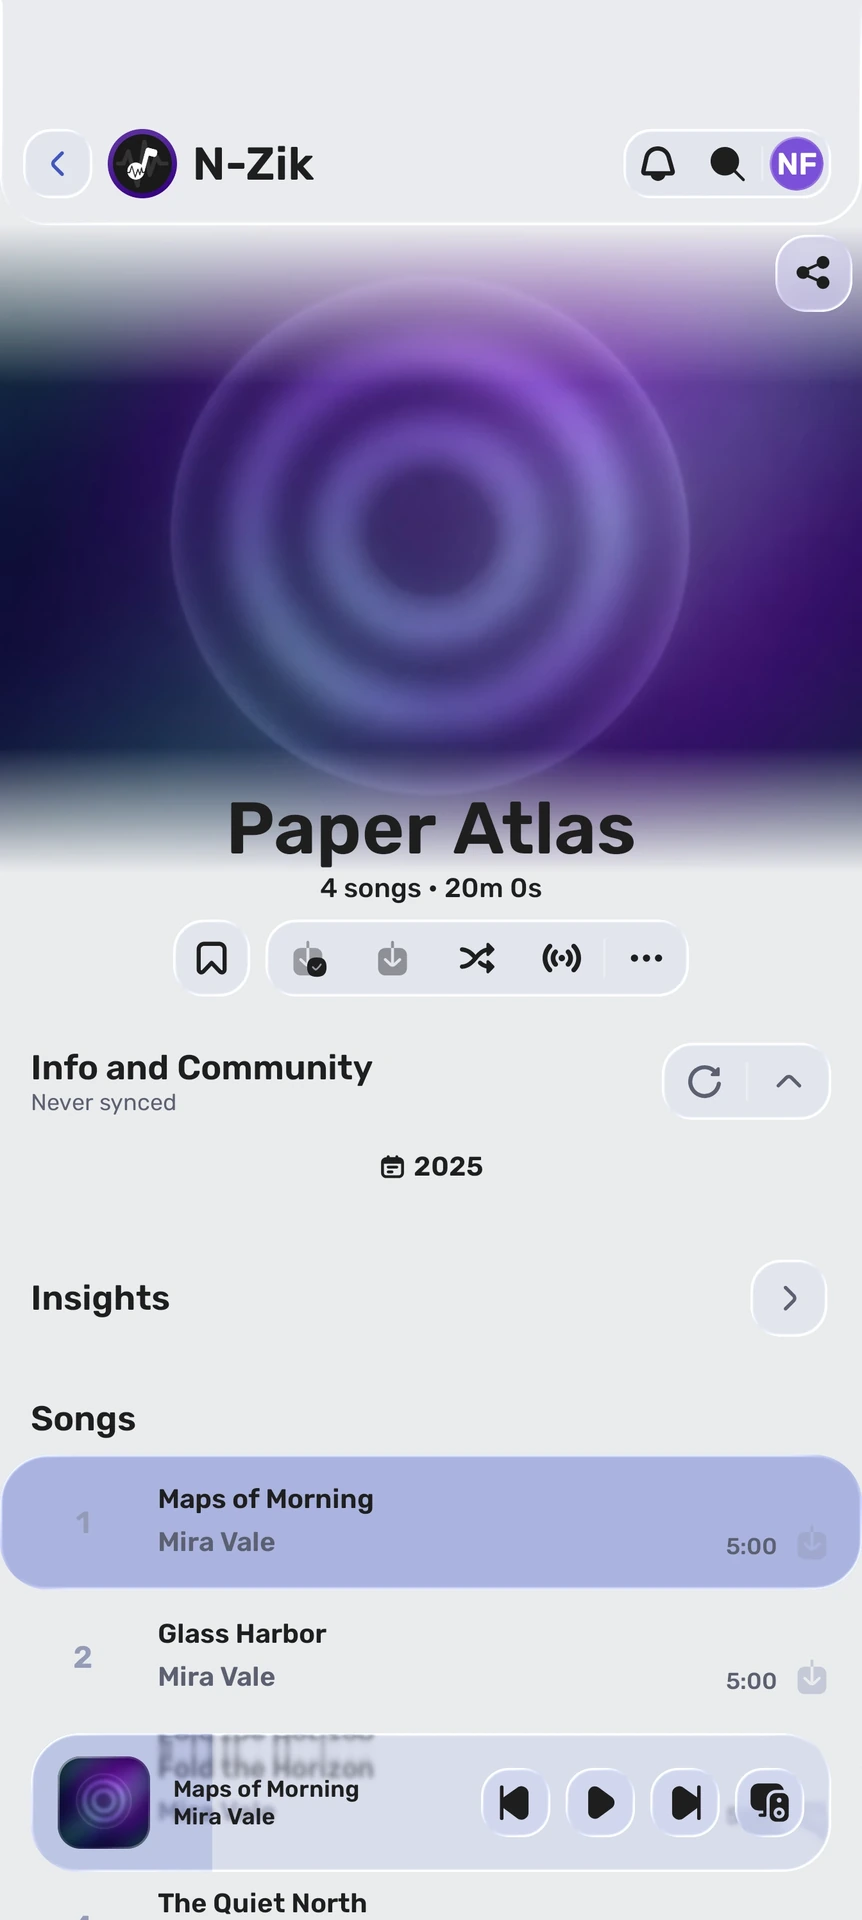 N-Zik
NF
Paper Atlas
4 songs • 20m 0s
Info and Community
Never synced
2025
Insights
Songs
1
Maps of Morning
Mira Vale
5:00
2
Glass Harbor
Mira Vale
5:00
Fold the Horizon
Maps of Morning
Mira Vale
The Quiet North